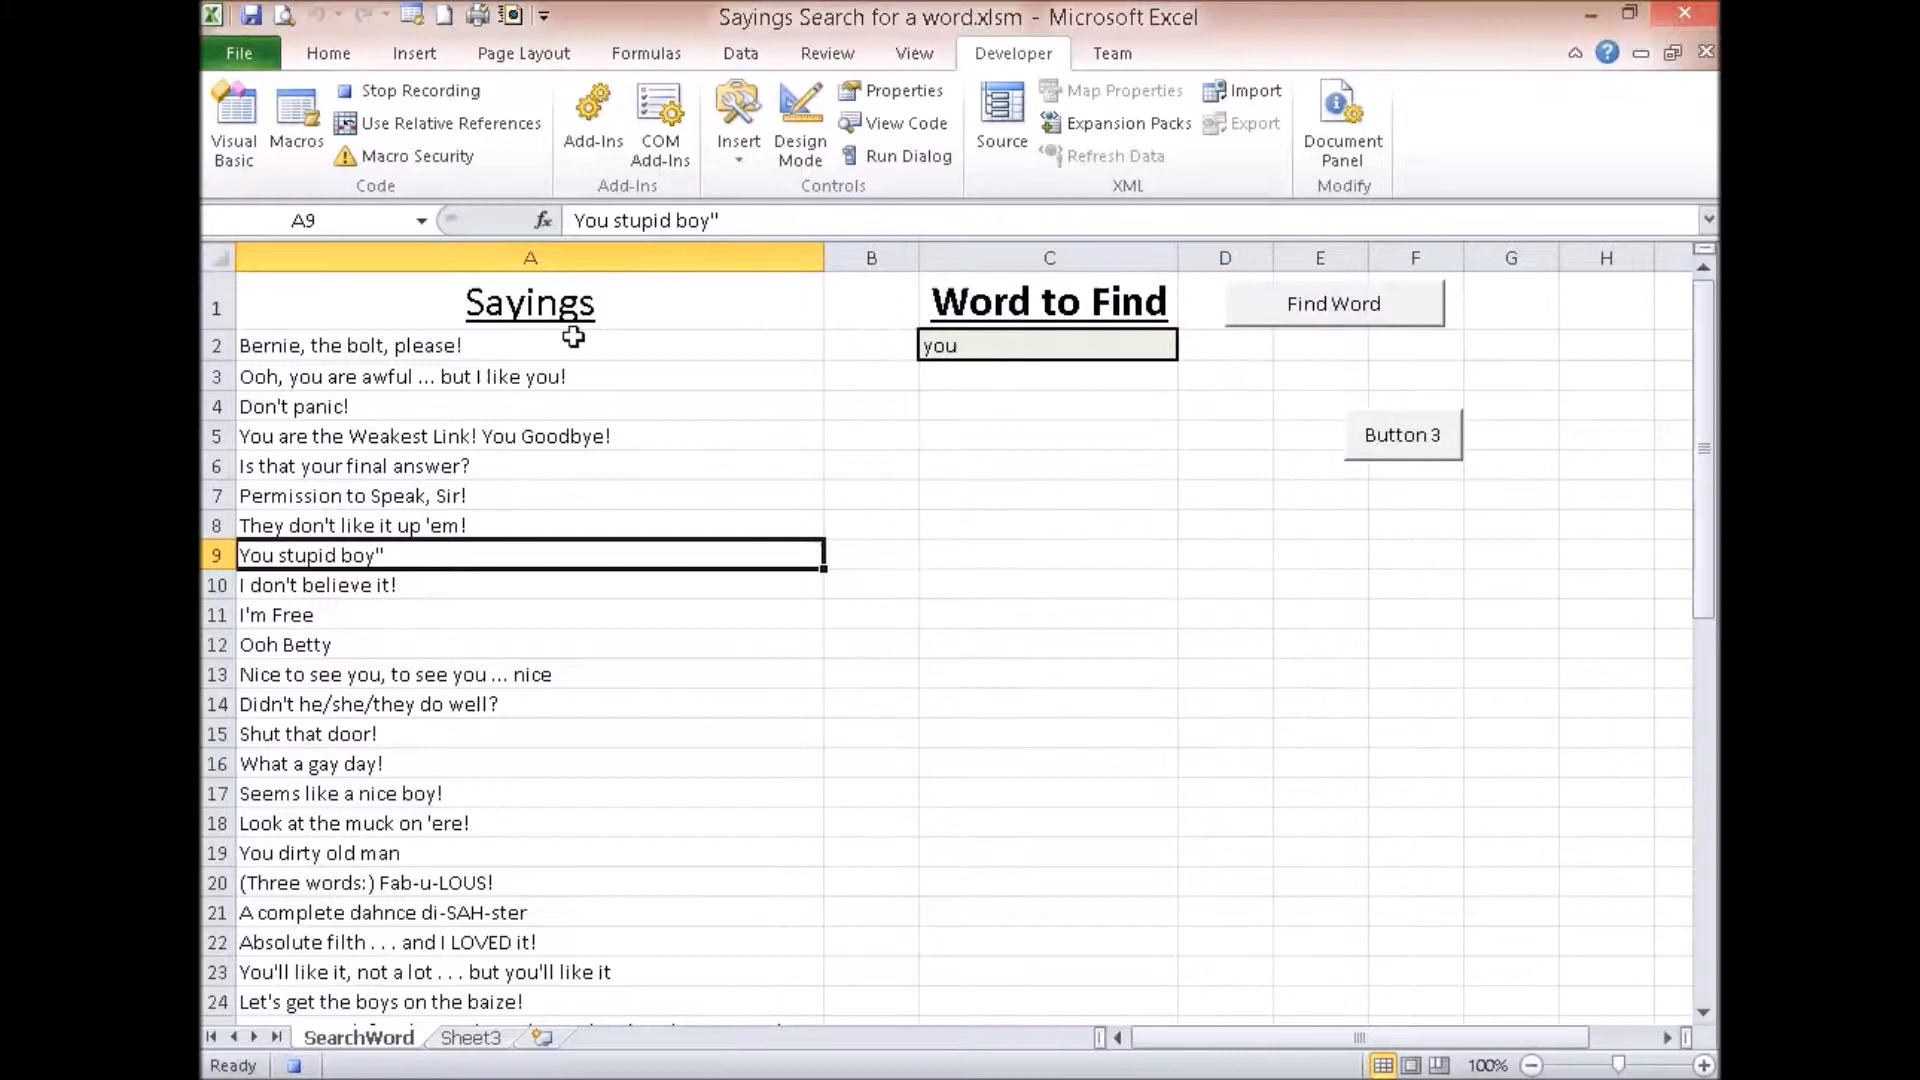 Sayings Search for a word.xlsm - Microsoft Excel
File Home Insert Page Layout Formulas Data Review View Developer Team
Visual Basic
Macros
Stop Recording
Use Relative References
Macro Security
Code
Add-Ins
COM Add-Ins
Add-Ins
Insert
Design Mode
Properties
View Code
Run Dialog
Controls
Source
Map Properties
Expansion Packs
Refresh Data
Import
Export
XML
Document Panel
Modify
A9 fx You stupid boy"
A B C D E F G H
1 Sayings Word to Find Find Word
2 Bernie, the bolt, please! you
3 Ooh, you are awful ... but I like you!
4 Don't panic!
5 You are the Weakest Link! You Goodbye! Button 3
6 Is that your final answer?
7 Permission to Speak, Sir!
8 They don't like it up 'em!
9 You stupid boy"
10 I don't believe it!
11 I'm Free
12 Ooh Betty
13 Nice to see you, to see you ... nice
14 Didn't he/she/they do well?
15 Shut that door!
16 What a gay day!
17 Seems like a nice boy!
18 Look at the muck on 'ere!
19 You dirty old man
20 (Three words:) Fab-u-LOUS!
21 A complete dahnce di-SAH-ster
22 Absolute filth . . . and I LOVED it!
23 You'll like it, not a lot . . . but you'll like it
24 Let's get the boys on the baize!
SearchWord Sheet3
Ready 100%